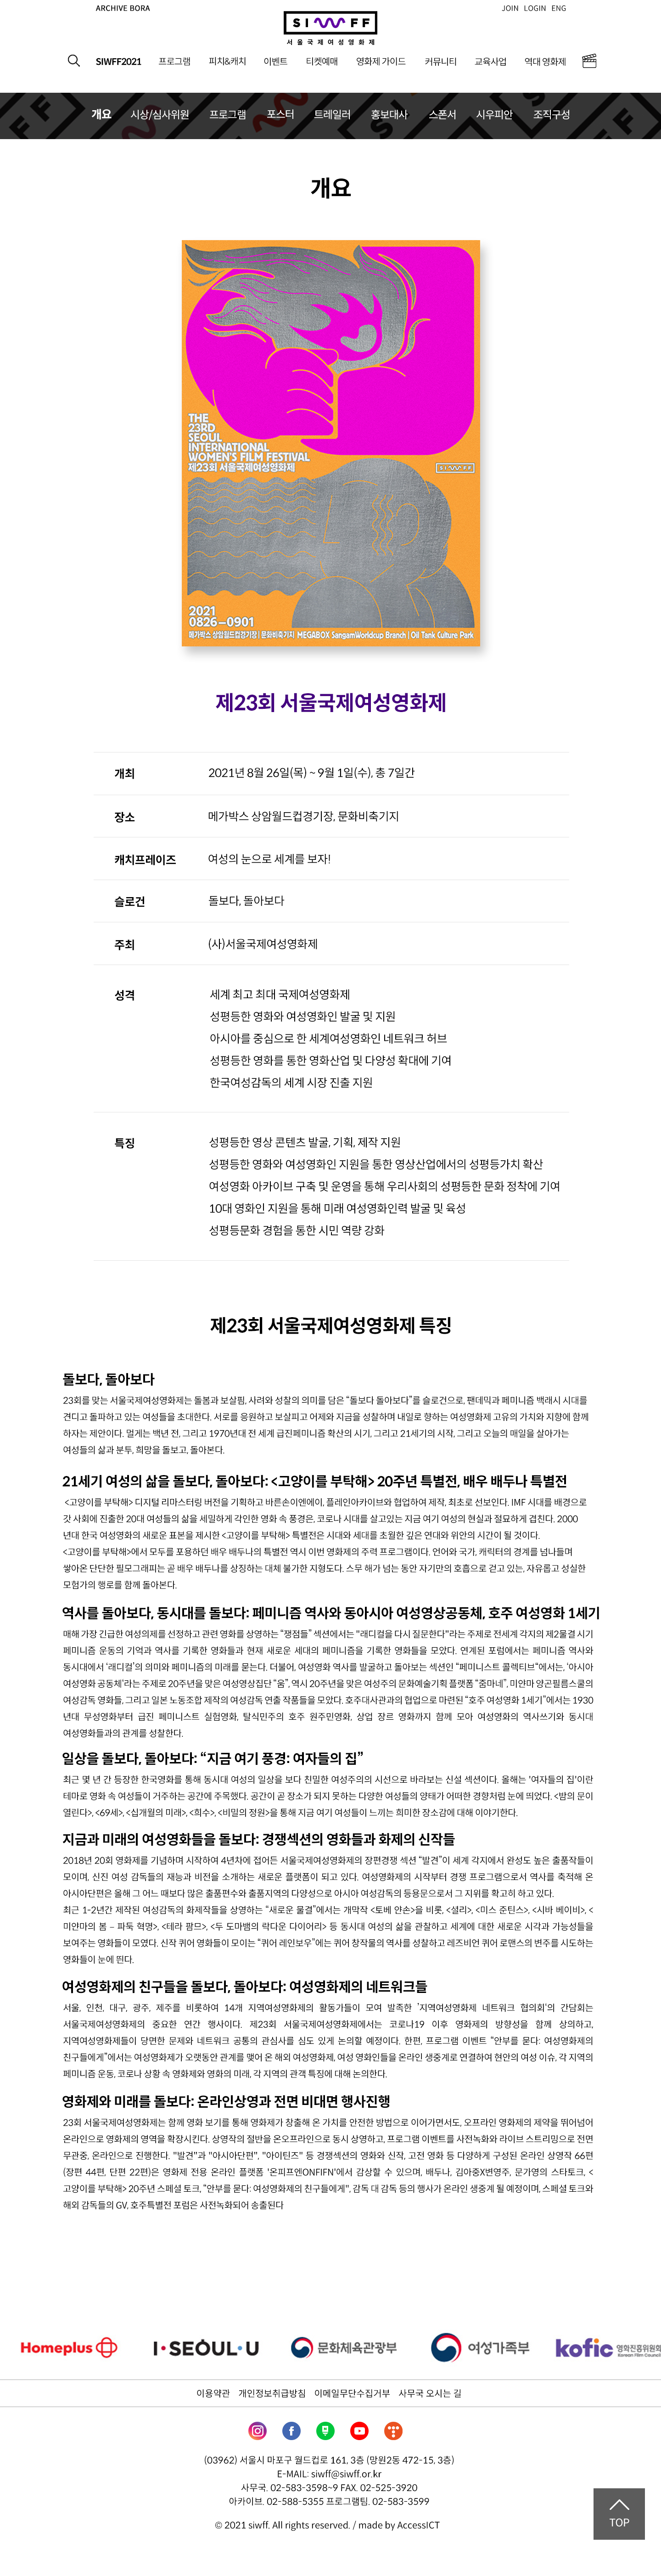 ARCHIVE BORA
JOIN LOGIN ENG
SIWFF
서울국제여성영화제
SIWFF2021 프로그램 피치&캐치 이벤트 티켓예매 영화제 가이드 커뮤니티 교육사업 역대 영화제
개요 시상/심사위원 프로그램 포스터 트레일러 홍보대사 스폰서 시우피안 조직구성
개요
THE
23RD
SEOUL
INTERNATIONAL
WOMEN'S FILM FESTIVAL
제23회 서울국제여성영화제
SIWFF
2021
0826–0901
메가박스 상암월드컵경기장 | 문화비축기지 MEGABOX SangamWorldcup Branch | Oil Tank Culture Park
제23회 서울국제여성영화제
개최 2021년 8월 26일(목) ~ 9월 1일(수), 총 7일간
장소 메가박스 상암월드컵경기장, 문화비축기지
캐치프레이즈 여성의 눈으로 세계를 보자!
슬로건 돌보다, 돌아보다
주최 (사)서울국제여성영화제
성격 세계 최고 최대 국제여성영화제
성평등한 영화와 여성영화인 발굴 및 지원
아시아를 중심으로 한 세계여성영화인 네트워크 허브
성평등한 영화를 통한 영화산업 및 다양성 확대에 기여
한국여성감독의 세계 시장 진출 지원
특징 성평등한 영상 콘텐츠 발굴, 기획, 제작 지원
성평등한 영화와 여성영화인 지원을 통한 영상산업에서의 성평등가치 확산
여성영화 아카이브 구축 및 운영을 통해 우리사회의 성평등한 문화 정착에 기여
10대 영화인 지원을 통해 미래 여성영화인력 발굴 및 육성
성평등문화 경험을 통한 시민 역량 강화
제23회 서울국제여성영화제 특징
돌보다, 돌아보다
23회를 맞는 서울국제여성영화제는 돌봄과 보살핌, 사려와 성찰의 의미를 담은 “돌보다 돌아보다”를 슬로건으로, 팬데믹과 페미니즘 백래시 시대를
견디고 돌파하고 있는 여성들을 초대한다. 서로를 응원하고 보살피고 어제와 지금을 성찰하며 내일로 향하는 여성영화제 고유의 가치와 지향에 함께
하자는 제안이다. 멀게는 백년 전, 그리고 1970년대 전 세계 급진페미니즘 확산의 시기, 그리고 21세기의 시작, 그리고 오늘의 매일을 살아가는
여성들의 삶과 분투, 희망을 돌보고, 돌아본다.
21세기 여성의 삶을 돌보다, 돌아보다: <고양이를 부탁해> 20주년 특별전, 배우 배두나 특별전
<고양이를 부탁해> 디지털 리마스터링 버전을 기획하고 바른손이앤에이, 플레인아카이브와 협업하여 제작, 최초로 선보인다. IMF 시대를 배경으로
갓 사회에 진출한 20대 여성들의 삶을 세밀하게 각인한 영화 속 풍경은, 코로나 시대를 살고있는 지금 여기 여성의 현실과 절묘하게 겹친다. 2000
년대 한국 여성영화의 새로운 표본을 제시한 <고양이를 부탁해> 특별전은 시대와 세대를 초월한 깊은 연대와 위안의 시간이 될 것이다.
<고양이를 부탁해>에서 모두를 포용하던 배우 배두나의 특별전 역시 이번 영화제의 주력 프로그램이다. 언어와 국가, 캐릭터의 경계를 넘나들며
쌓아온 단단한 필모그래피는 곧 배우 배두나를 상징하는 대체 불가한 지형도다. 스무 해가 넘는 동안 자기만의 호흡으로 걷고 있는, 자유롭고 성실한
모험가의 행로를 함께 돌아본다.
역사를 돌아보다, 동시대를 돌보다: 페미니즘 역사와 동아시아 여성영상공동체, 호주 여성영화 1세기
매해 가장 긴급한 여성의제를 선정하고 관련 영화를 상영하는 “쟁점들” 섹션에서는 "래디컬을 다시 질문한다"라는 주제로 전세계 각지의 제2물결 시기
페미니즘 운동의 기억과 역사를 기록한 영화들과 현재 새로운 세대의 페미니즘을 기록한 영화들을 모았다. 연계된 포럼에서는 페미니즘 역사와
동시대에서 ‘래디컬’의 의미와 페미니즘의 미래를 묻는다. 더불어, 여성영화 역사를 발굴하고 돌아보는 섹션인 “페미니스트 콜렉티브“에서는, ‘아시아
여성영화 공동체’라는 주제로 20주년을 맞은 여성영상집단 “움”, 역시 20주년을 맞은 여성주의 문화예술기획 플랫폼 “줌마네”, 미얀마 양곤필름스쿨의
여성감독 영화들, 그리고 일본 노동조합 제작의 여성감독 연출 작품들을 모았다. 호주대사관과의 협업으로 마련된 “호주 여성영화 1세기”에서는 1930
년대 무성영화부터 급진 페미니스트 실험영화, 탈식민주의 호주 원주민영화, 상업 장르 영화까지 함께 모아 여성영화의 역사쓰기와 동시대
여성영화들과의 관계를 성찰한다.
일상을 돌보다, 돌아보다: “지금 여기 풍경: 여자들의 집”
최근 몇 년 간 등장한 한국영화를 통해 동시대 여성의 일상을 보다 친밀한 여성주의의 시선으로 바라보는 신설 섹션이다. 올해는 '여자들의 집'이란
테마로 영화 속 여성들이 거주하는 공간에 주목했다. 공간이 곧 장소가 되지 못하는 다양한 여성들의 양태가 어떠한 경향처럼 눈에 띄었다. <밤의 문이
열린다>, <69세>, <십개월의 미래>, <희수>, <비밀의 정원>을 통해 지금 여기 여성들이 느끼는 희미한 장소감에 대해 이야기한다.
지금과 미래의 여성영화들을 돌보다: 경쟁섹션의 영화들과 화제의 신작들
2018년 20회 영화제를 기념하며 시작하여 4년차에 접어든 서울국제여성영화제의 장편경쟁 섹션 “발견”이 세계 각지에서 완성도 높은 출품작들이
모이며, 신진 여성 감독들의 재능과 비전을 소개하는 새로운 플랫폼이 되고 있다. 여성영화제의 시작부터 경쟁 프로그램으로서 역사를 축적해 온
아시아단편은 올해 그 어느 때보다 많은 출품편수와 출품지역의 다양성으로 아시아 여성감독의 등용문으로서 그 지위를 확고히 하고 있다.
최근 1-2년간 제작된 여성감독의 화제작들을 상영하는 “새로운 물결”에서는 개막작 <토베 얀손>을 비롯, <셜리>, <미스 준틴스>, <시바 베이비>, <
미얀마의 봄 – 파둑 혁명>, <테라 팜므>, <두 도마뱀의 락다운 다이어리> 등 동시대 여성의 삶을 관찰하고 세계에 대한 새로운 시각과 가능성들을
보여주는 영화들이 모였다. 신작 퀴어 영화들이 모이는 “퀴어 레인보우”에는 퀴어 창작물의 역사를 성찰하고 레즈비언 퀴어 로맨스의 변주를 시도하는
영화들이 눈에 띈다.
여성영화제의 친구들을 돌보다, 돌아보다: 여성영화제의 네트워크들
서울, 인천, 대구, 광주, 제주를 비롯하여 14개 지역여성영화제의 활동가들이 모여 발족한 ’지역여성영화제 네트워크 협의회’의 간담회는
서울국제여성영화제의 중요한 연간 행사이다. 제23회 서울국제여성영화제에서는 코로나19 이후 영화제의 방향성을 함께 상의하고,
지역여성영화제들이 당면한 문제와 네트워크 공통의 관심사를 심도 있게 논의할 예정이다. 한편, 프로그램 이벤트 “안부를 묻다: 여성영화제의
친구들에게”에서는 여성영화제가 오랫동안 관계를 맺어 온 해외 여성영화제, 여성 영화인들을 온라인 생중계로 연결하여 현안의 여성 이슈, 각 지역의
페미니즘 운동, 코로나 상황 속 영화제와 영화의 미래, 각 지역의 관객 특징에 대해 논의한다.
영화제와 미래를 돌보다: 온라인상영과 전면 비대면 행사진행
23회 서울국제여성영화제는 함께 영화 보기를 통해 영화제가 창출해 온 가치를 안전한 방법으로 이어가면서도, 오프라인 영화제의 제약을 뛰어넘어
온라인으로 영화제의 영역을 확장시킨다. 상영작의 절반을 온오프라인으로 동시 상영하고, 프로그램 이벤트를 사전녹화와 라이브 스트리밍으로 전면
무관중, 온라인으로 진행한다. "발견"과 "아시아단편", "아이틴즈" 등 경쟁섹션의 영화와 신작, 고전 영화 등 다양하게 구성된 온라인 상영작 66편
(장편 44편, 단편 22편)은 영화제 전용 온라인 플랫폼 '온피프엔ONFIFN'에서 감상할 수 있으며, 배두나, 김아중X변영주, 문가영의 스타토크, <
고양이를 부탁해> 20주년 스페셜 토크, “안부를 묻다: 여성영화제의 친구들에게", 감독 대 감독 등의 행사가 온라인 생중계 될 예정이며, 스페셜 토크와
해외 감독들의 GV, 호주특별전 포럼은 사전녹화되어 송출된다
Homeplus I·SEOUL·U 문화체육관광부 여성가족부 kofic 영화진흥위원회
Korean Film Council
이용약관 개인정보취급방침 이메일무단수집거부 사무국 오시는 길
(03962) 서울시 마포구 월드컵로 161, 3층 (망원2동 472-15, 3층)
E-MAIL: siwff@siwff.or.kr
사무국. 02-583-3598~9 FAX. 02-525-3920
아카이브. 02-588-5355 프로그램팀. 02-583-3599
© 2021 siwff. All rights reserved. / made by AccessICT
TOP